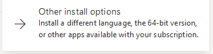 Other install options
Install a different language, the 64-bit version,
or other apps available with your subscription.